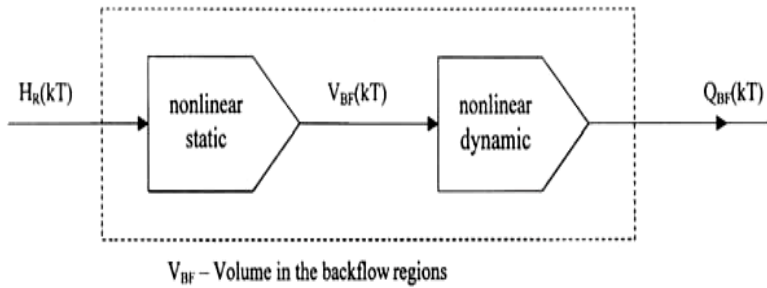 H_R(kT)
V_BF(kT)
Q_BF(kT)
nonlinear
static
nonlinear
dynamic
V_BF – Volume in the backflow regions